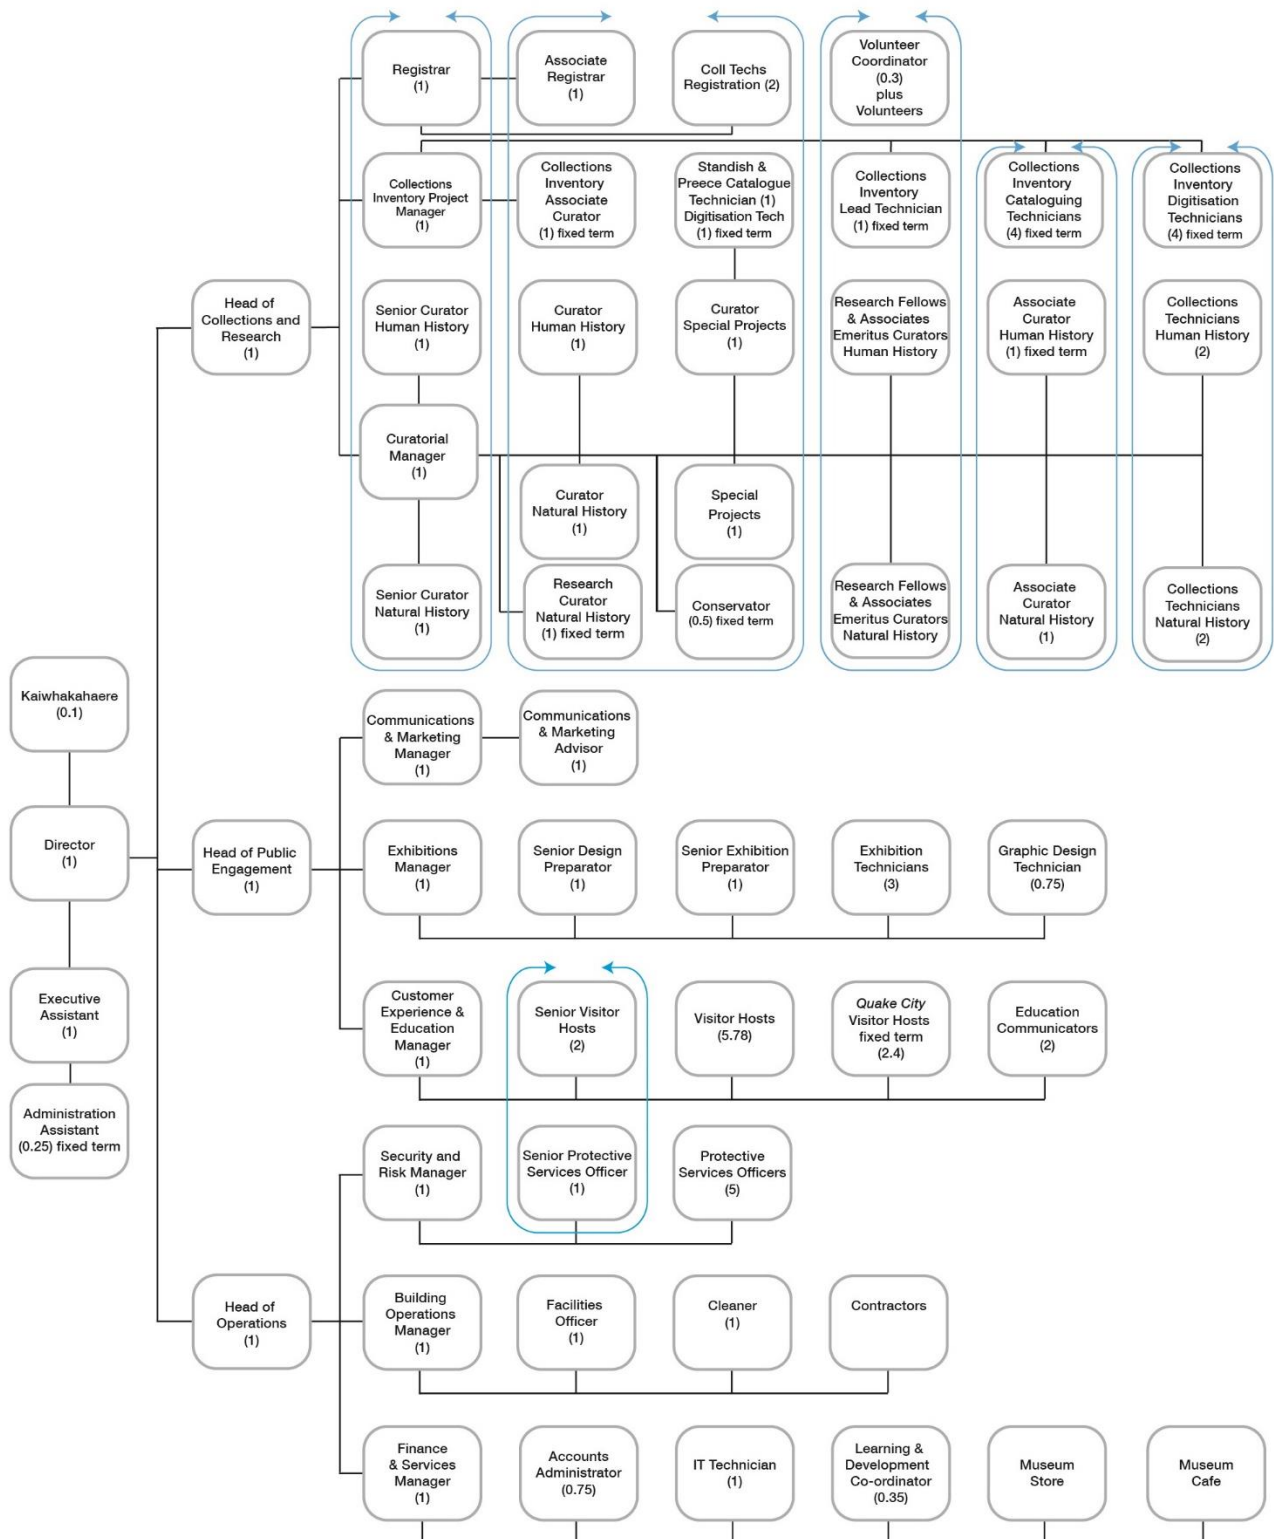 Registrar
(1)
Associate
Registrar
(1)
Coll Techs
Registration (2)
Volunteer
Coordinator
(0.3)
plus
Volunteers
Collections
Inventory Project
Manager
(1)
Collections
Inventory
Associate
Curator
(1) fixed term
Standish &
Preece Catalogue
Technician (1)
Digitisation Tech
(1) fixed term
Collections
Inventory
Lead Technician
(1) fixed term
Collections
Inventory
Cataloguing
Technicians
(4) fixed term
Collections
Inventory
Digitisation
Technicians
(4) fixed term
Head of
Collections and
Research
(1)
Senior Curator
Human History
(1)
Curator
Human History
(1)
Curator
Special Projects
(1)
Research Fellows
& Associates
Emeritus Curators
Human History
Associate
Curator
Human History
(1) fixed term
Collections
Technicians
Human History
(2)
Curatorial
Manager
(1)
Curator
Natural History
(1)
Special
Projects
(1)
Senior Curator
Natural History
(1)
Research
Curator
Natural History
(1) fixed term
Conservator
(0.5) fixed term
Research Fellows
& Associates
Emeritus Curators
Natural History
Associate
Curator
Natural History
(1)
Collections
Technicians
Natural History
(2)
Kaiwhakahaere
(0.1)
Communications
& Marketing
Manager
(1)
Communications
& Marketing
Advisor
(1)
Director
(1)
Head of Public
Engagement
(1)
Exhibitions
Manager
(1)
Senior Design
Preparator
(1)
Senior Exhibition
Preparator
(1)
Exhibition
Technicians
(3)
Graphic Design
Technician
(0.75)
Executive
Assistant
(1)
Customer
Experience &
Education
Manager
(1)
Senior Visitor
Hosts
(2)
Visitor Hosts
(5.78)
Quake City
Visitor Hosts
fixed term
(2.4)
Education
Communicators
(2)
Administration
Assistant
(0.25) fixed term
Security and
Risk Manager
(1)
Senior Protective
Services Officer
(1)
Protective
Services Officers
(5)
Head of
Operations
(1)
Building
Operations
Manager
(1)
Facilities
Officer
(1)
Cleaner
(1)
Contractors
Finance
& Services
Manager
(1)
Accounts
Administrator
(0.75)
IT Technician
(1)
Learning &
Development
Co-ordinator
(0.35)
Museum
Store
Museum
Cafe